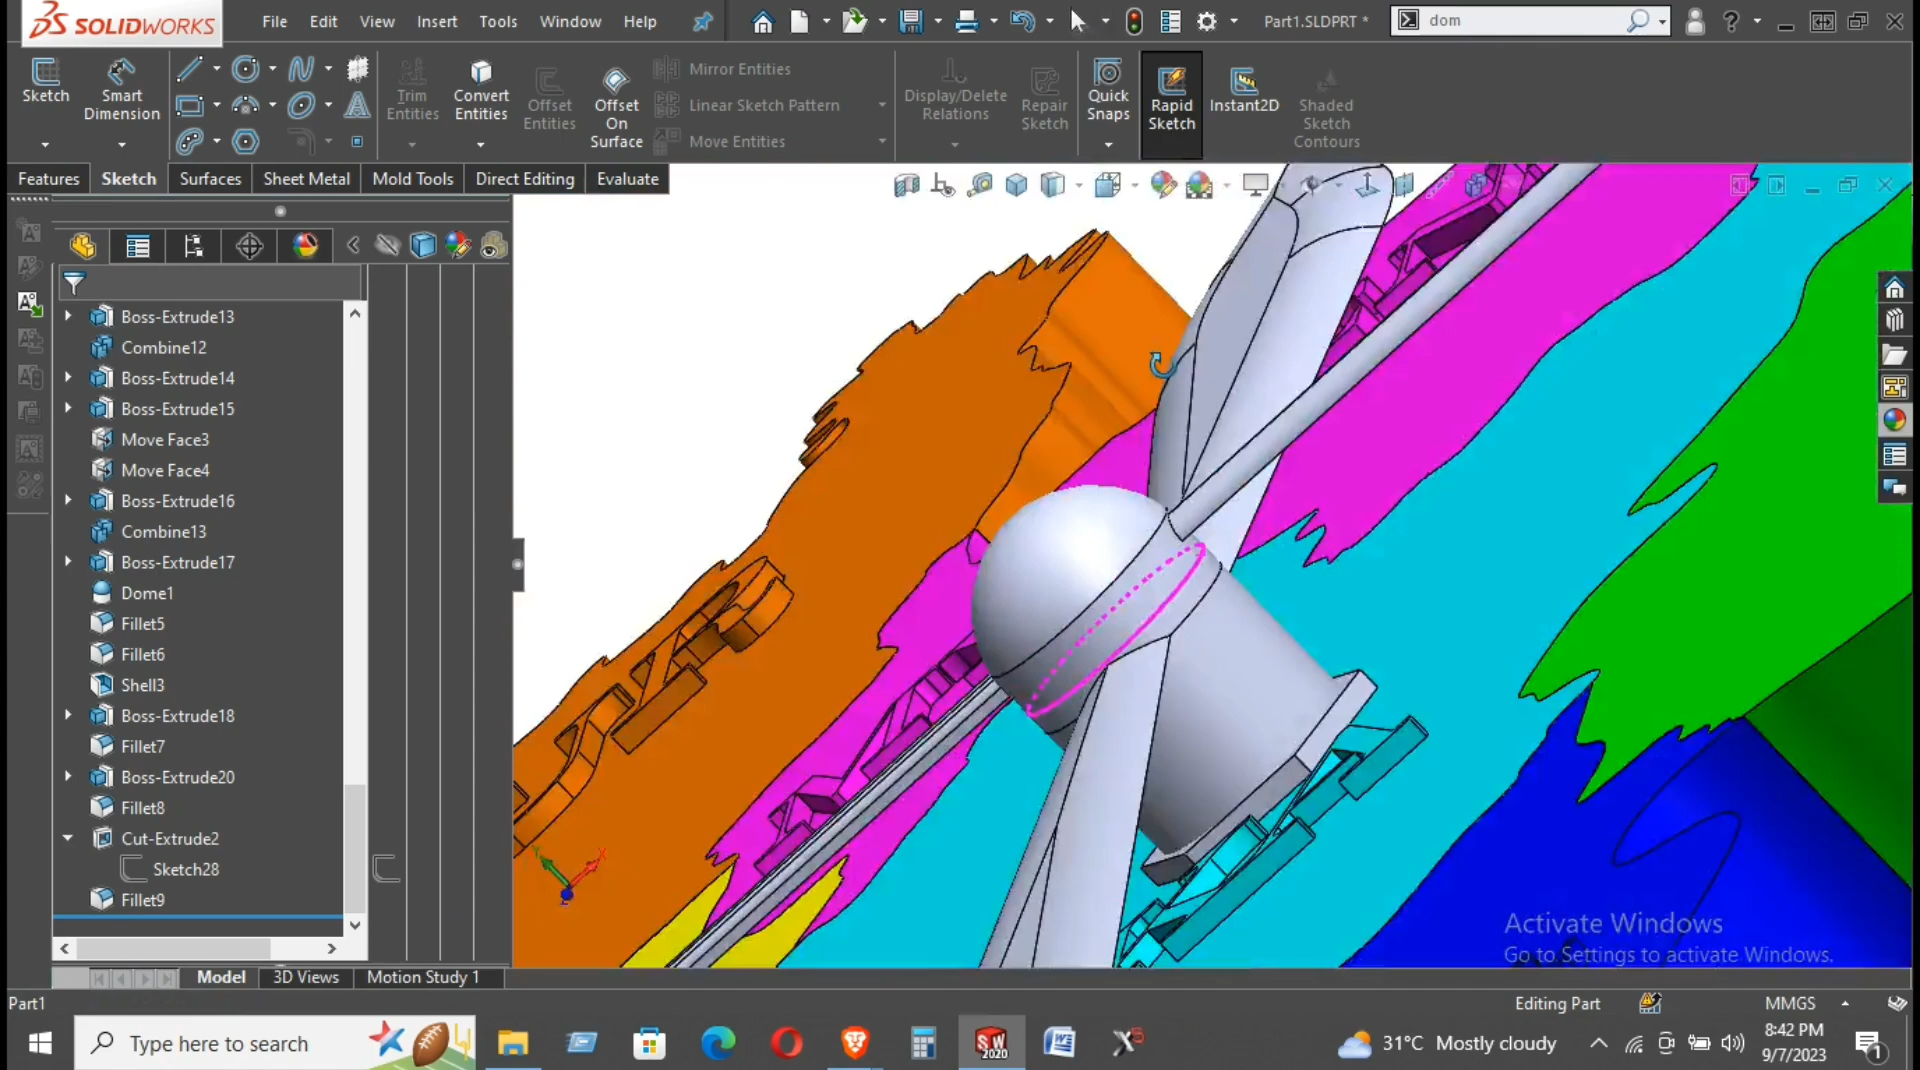 SOLIDWORKS File Edit View Insert Tools Window Help Part1.SLDPRT * dom
Sketch Smart Dimension Trim Entities Convert Entities Offset Entities Offset On Surface Mirror Entities Linear Sketch Pattern Move Entities Display/Delete Relations Repair Sketch Quick Snaps Rapid Sketch Instant2D Shaded Sketch Contours
Features Sketch Surfaces Sheet Metal Mold Tools Direct Editing Evaluate
Boss-Extrude13
Combine12
Boss-Extrude14
Boss-Extrude15
Move Face3
Move Face4
Boss-Extrude16
Combine13
Boss-Extrude17
Dome1
Fillet5
Fillet6
Shell3
Boss-Extrude18
Fillet7
Boss-Extrude20
Fillet8
Cut-Extrude2
Sketch28
Fillet9
Activate Windows
Go to Settings to activate Windows.
Model 3D Views Motion Study 1
Part1 Editing Part MMGS
Type here to search SW 2020 31°C Mostly cloudy 8:42 PM
9/7/2023 1